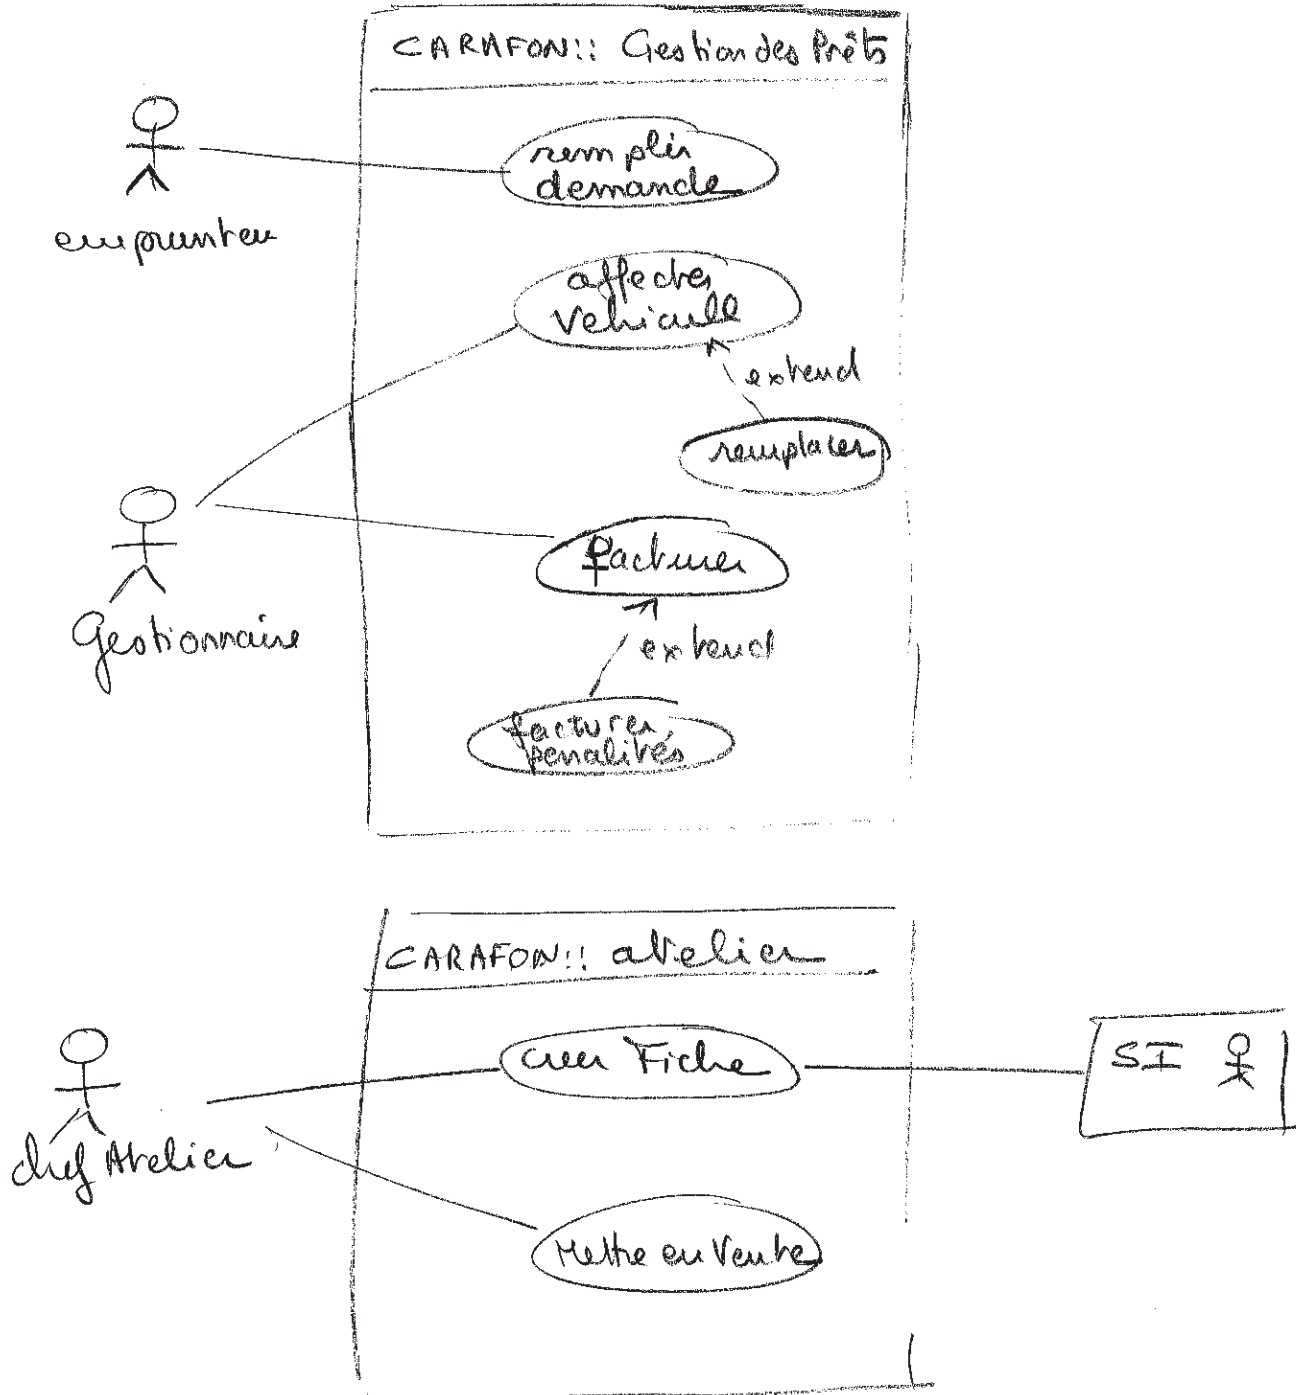 CARAFON:: Gestion des Prêts
remplir
demande
emprunteur
affecter
vehicule
extend
remplacer
Facturer
Gestionnaire
extend
facturer
penalités
CARAFON:: atelier
creer Fiche
SI
chef Atelier
Mettre en Vente